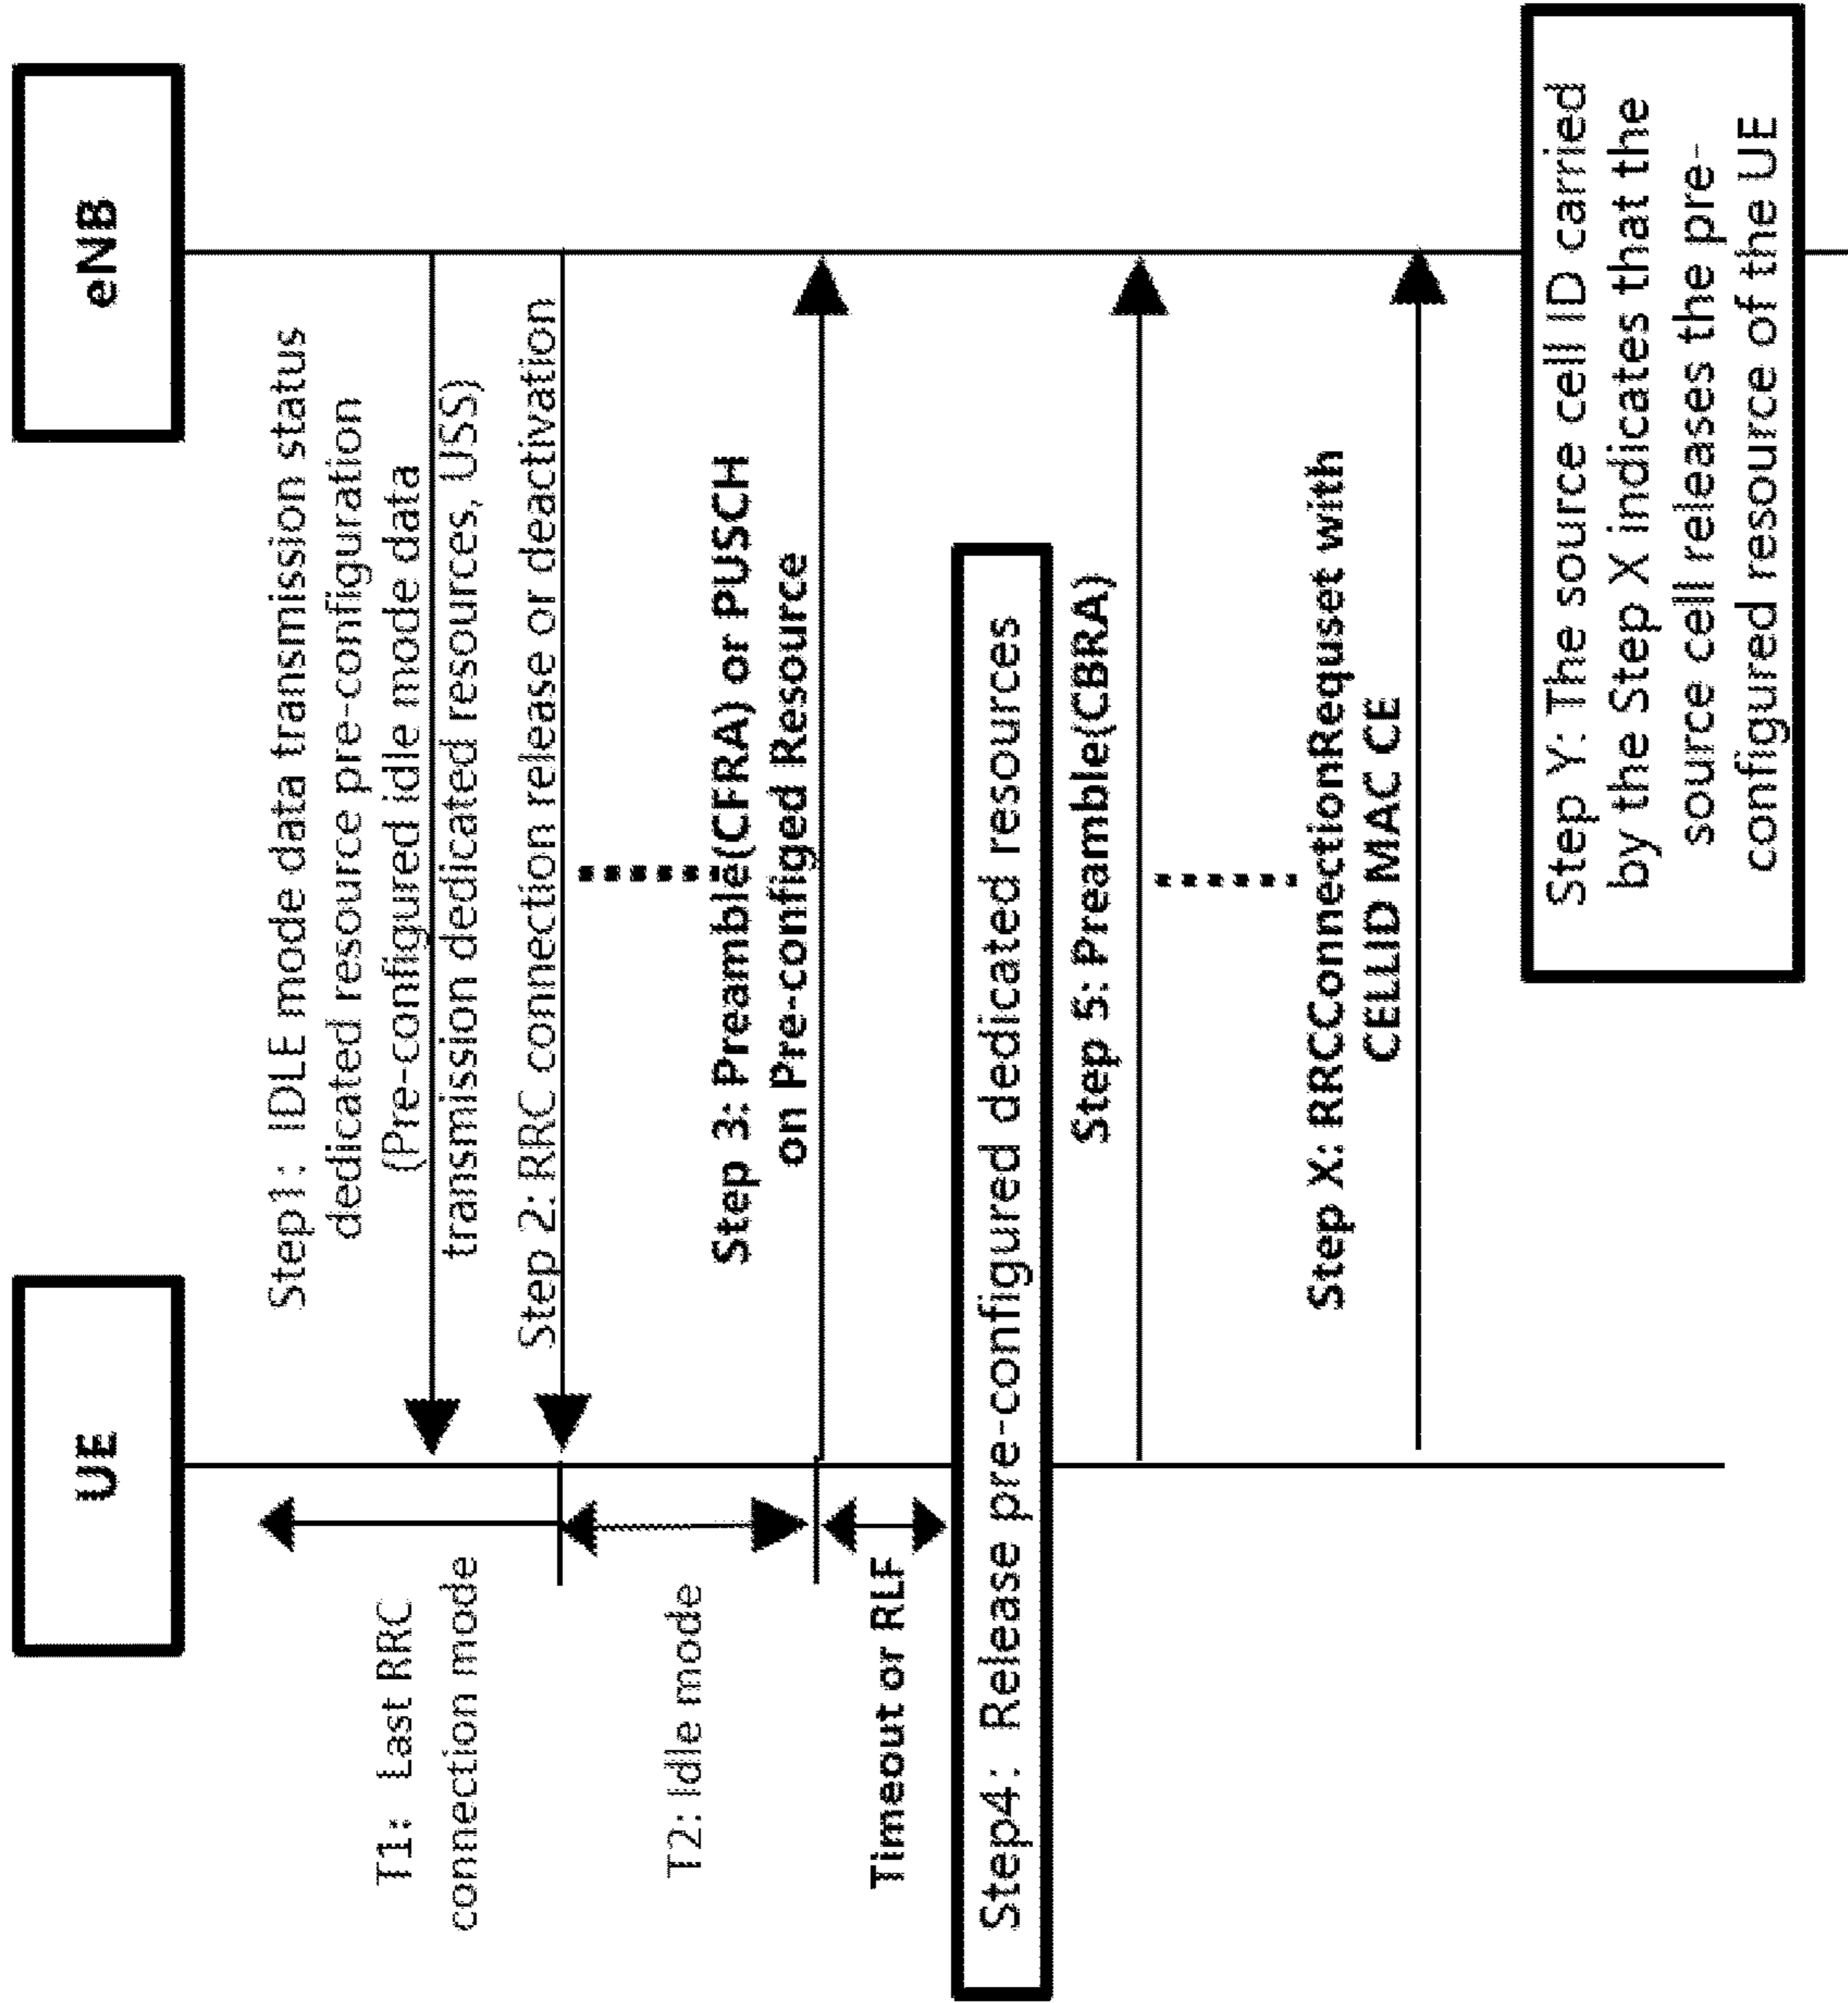 UE
eNB
Step1： IDLE mode data transmission status
dedicated resource pre-configuration
(Pre-configured idle mode data
transmission dedicated resources, USS)
T1： Last RRC
connection mode
Step 2: RRC connection release or deactivation
T2: Idle mode
Step 3: Preamble(CFRA) or PUSCH
on Pre-configed Resource
Timeout or RLF
Step4： Release pre-configured dedicated resources
Step 5: Preamble(CBRA)
Step X: RRCConnectionRequset with
CELLID MAC CE
Step Y: The source cell ID carried
by the Step X indicates that the
source cell releases the pre-
configured resource of the UE